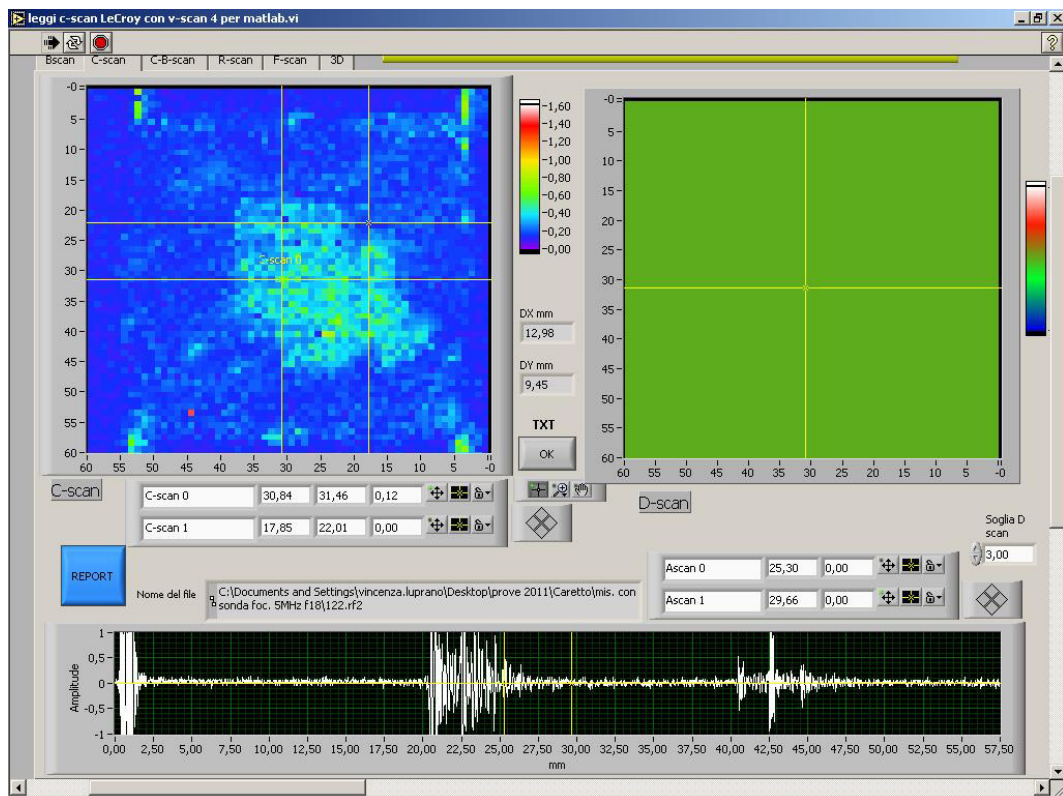 leggi c-scan LeCroy con v-scan 4 per matlab.vi
Bscan C-scan C-B-scan R-scan F-scan 3D
-0
5
10
15
20
25
30
35
40
45
50
55
60
60 55 50 45 40 35 30 25 20 15 10 5 -0
C-scan 0
1,60
1,40
1,20
1,00
0,80
0,60
0,40
0,20
0,00
DX mm
12,98
DY mm
9,45
TXT
OK
-0
5
10
15
20
25
30
35
40
45
50
55
60
60 55 50 45 40 35 30 25 20 15 10 5 -0
C-scan
C-scan 0 30,84 31,46 0,12
C-scan 1 17,85 22,01 0,00
D-scan
Soglia D
scan
3,00
REPORT
Nome del file
C:\Documents and Settings\vincenza.luprano\Desktop\prove 2011\Caretto\mis. con
sonda foc. 5MHz f18\122.rf2
Ascan 0 25,30 0,00
Ascan 1 29,66 0,00
Amplitude
1
0,5
0
-0,5
-1
0,00 2,50 5,00 7,50 10,00 12,50 15,00 17,50 20,00 22,50 25,00 27,50 30,00 32,50 35,00 37,50 40,00 42,50 45,00 47,50 50,00 52,50 55,00 57,50
mm